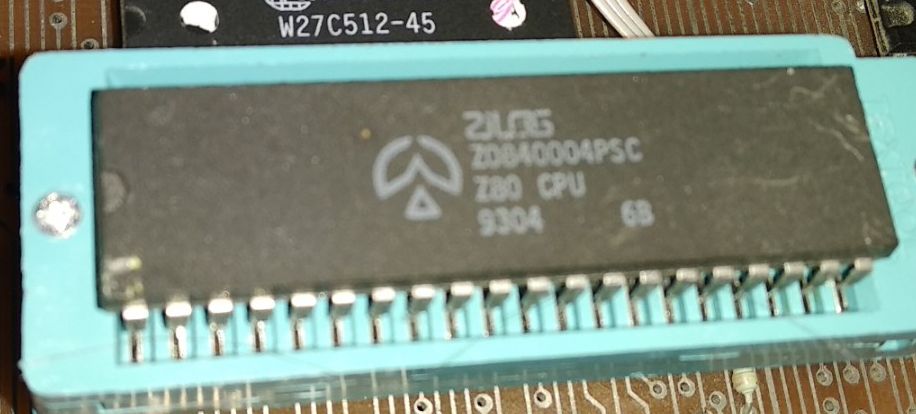 W27C512-45
ZILOG
Z0840004PSC
Z80 CPU
9304 6B